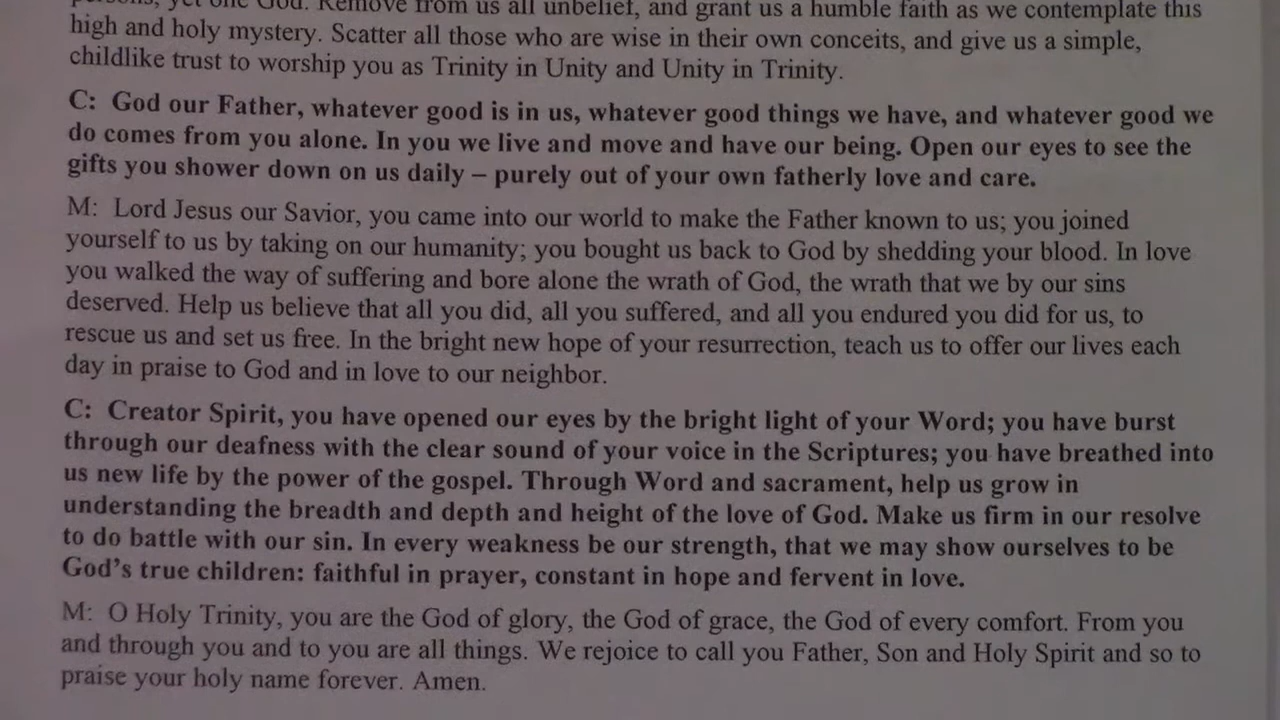 persons, yet one God. Remove from us all unbelief, and grant us a humble faith as we contemplate this
high and holy mystery. Scatter all those who are wise in their own conceits, and give us a simple,
childlike trust to worship you as Trinity in Unity and Unity in Trinity.
C: God our Father, whatever good is in us, whatever good things we have, and whatever good we
do comes from you alone. In you we live and move and have our being. Open our eyes to see the
gifts you shower down on us daily – purely out of your own fatherly love and care.
M: Lord Jesus our Savior, you came into our world to make the Father known to us; you joined
yourself to us by taking on our humanity; you bought us back to God by shedding your blood. In love
you walked the way of suffering and bore alone the wrath of God, the wrath that we by our sins
deserved. Help us believe that all you did, all you suffered, and all you endured you did for us, to
rescue us and set us free. In the bright new hope of your resurrection, teach us to offer our lives each
day in praise to God and in love to our neighbor.
C: Creator Spirit, you have opened our eyes by the bright light of your Word; you have burst
through our deafness with the clear sound of your voice in the Scriptures; you have breathed into
us new life by the power of the gospel. Through Word and sacrament, help us grow in
understanding the breadth and depth and height of the love of God. Make us firm in our resolve
to do battle with our sin. In every weakness be our strength, that we may show ourselves to be
God’s true children: faithful in prayer, constant in hope and fervent in love.
M: O Holy Trinity, you are the God of glory, the God of grace, the God of every comfort. From you
and through you and to you are all things. We rejoice to call you Father, Son and Holy Spirit and so to
praise your holy name forever. Amen.